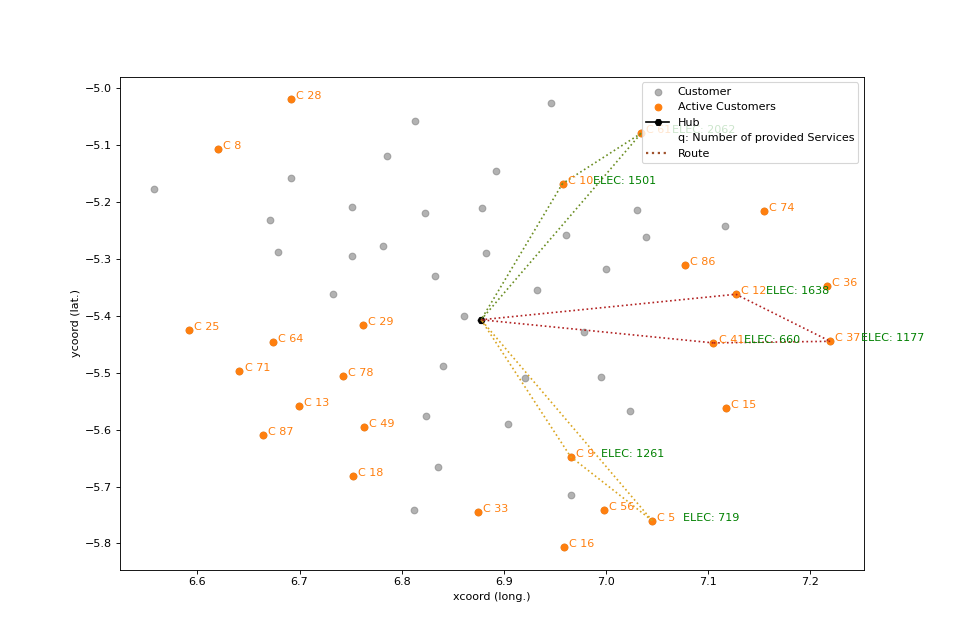 −5.0
−5.1
−5.2
−5.3
−5.4
−5.5
−5.6
−5.7
−5.8
ycoord (lat.)
C 28
C 8
Customer
Active Customers
Hub
q: Number of provided Services
Route
ELEC: 2062
C 10 ELEC: 1501
C 74
C 86
C 36
C 12 ELEC: 1638
C 25
C 29
C 64
C 41 ELEC: 660
C 37 ELEC: 1177
C 71
C 78
C 13
C 15
C 49
C 87
C 9 ELEC: 1261
C 18
C 33
C 56
C 5 ELEC: 719
C 16
6.6 6.7 6.8 6.9 7.0 7.1 7.2
xcoord (long.)